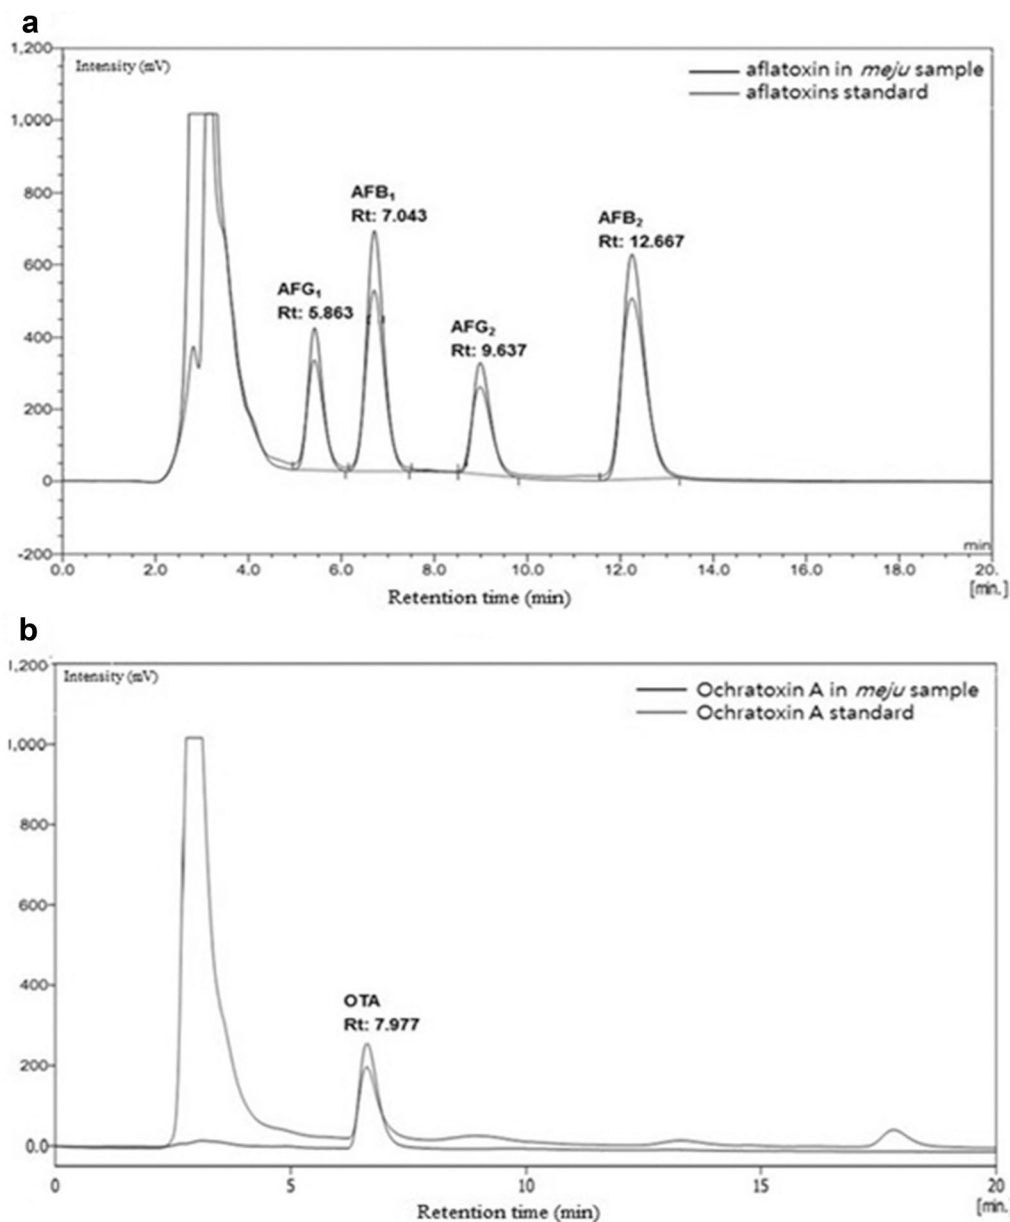 a
1,200
Intensity (mV)
aflatoxin in meju sample
aflatoxins standard
1,000
800
AFB₁
Rt: 7.043
AFB₂
Rt: 12.667
600
AFG₁
Rt: 5.863
AFG₂
Rt: 9.637
400
200
0
-200
min
0.0 2.0 4.0 6.0 8.0 10.0 12.0 14.0 16.0 18.0 20.
[min.]
Retention time (min)
b
1,200
Intensity (mV)
Ochratoxin A in meju sample
Ochratoxin A standard
1,000
800
600
400
OTA
Rt: 7.977
200
0.0
0 5 10 15 20
[min.]
Retention time (min)